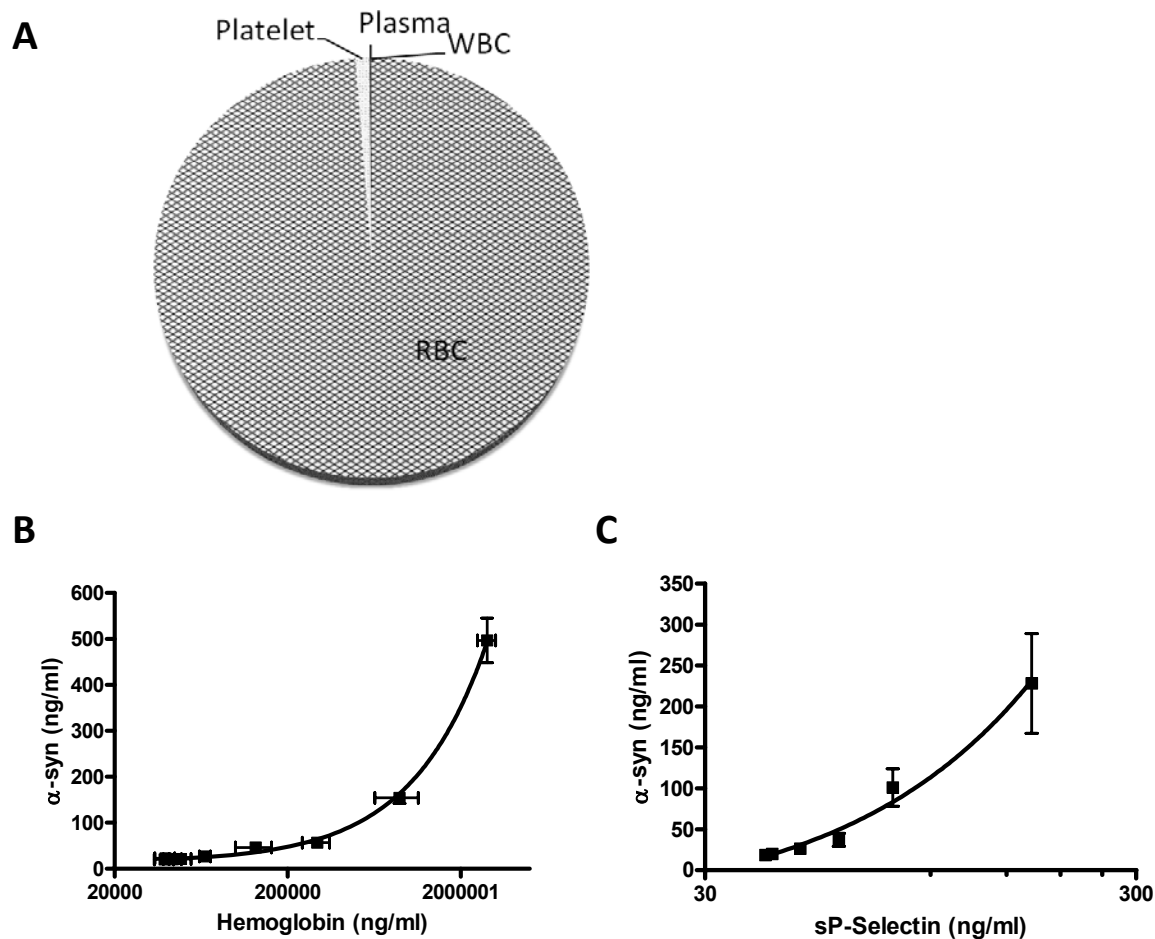 A
Platelet
Plasma
WBC
RBC
B
C
600
500
400
300
200
100
0
α-syn (ng/ml)
20000
200000
2000001
Hemoglobin (ng/ml)
350
300
250
200
150
100
50
0
α-syn (ng/ml)
30
300
sP-Selectin (ng/ml)